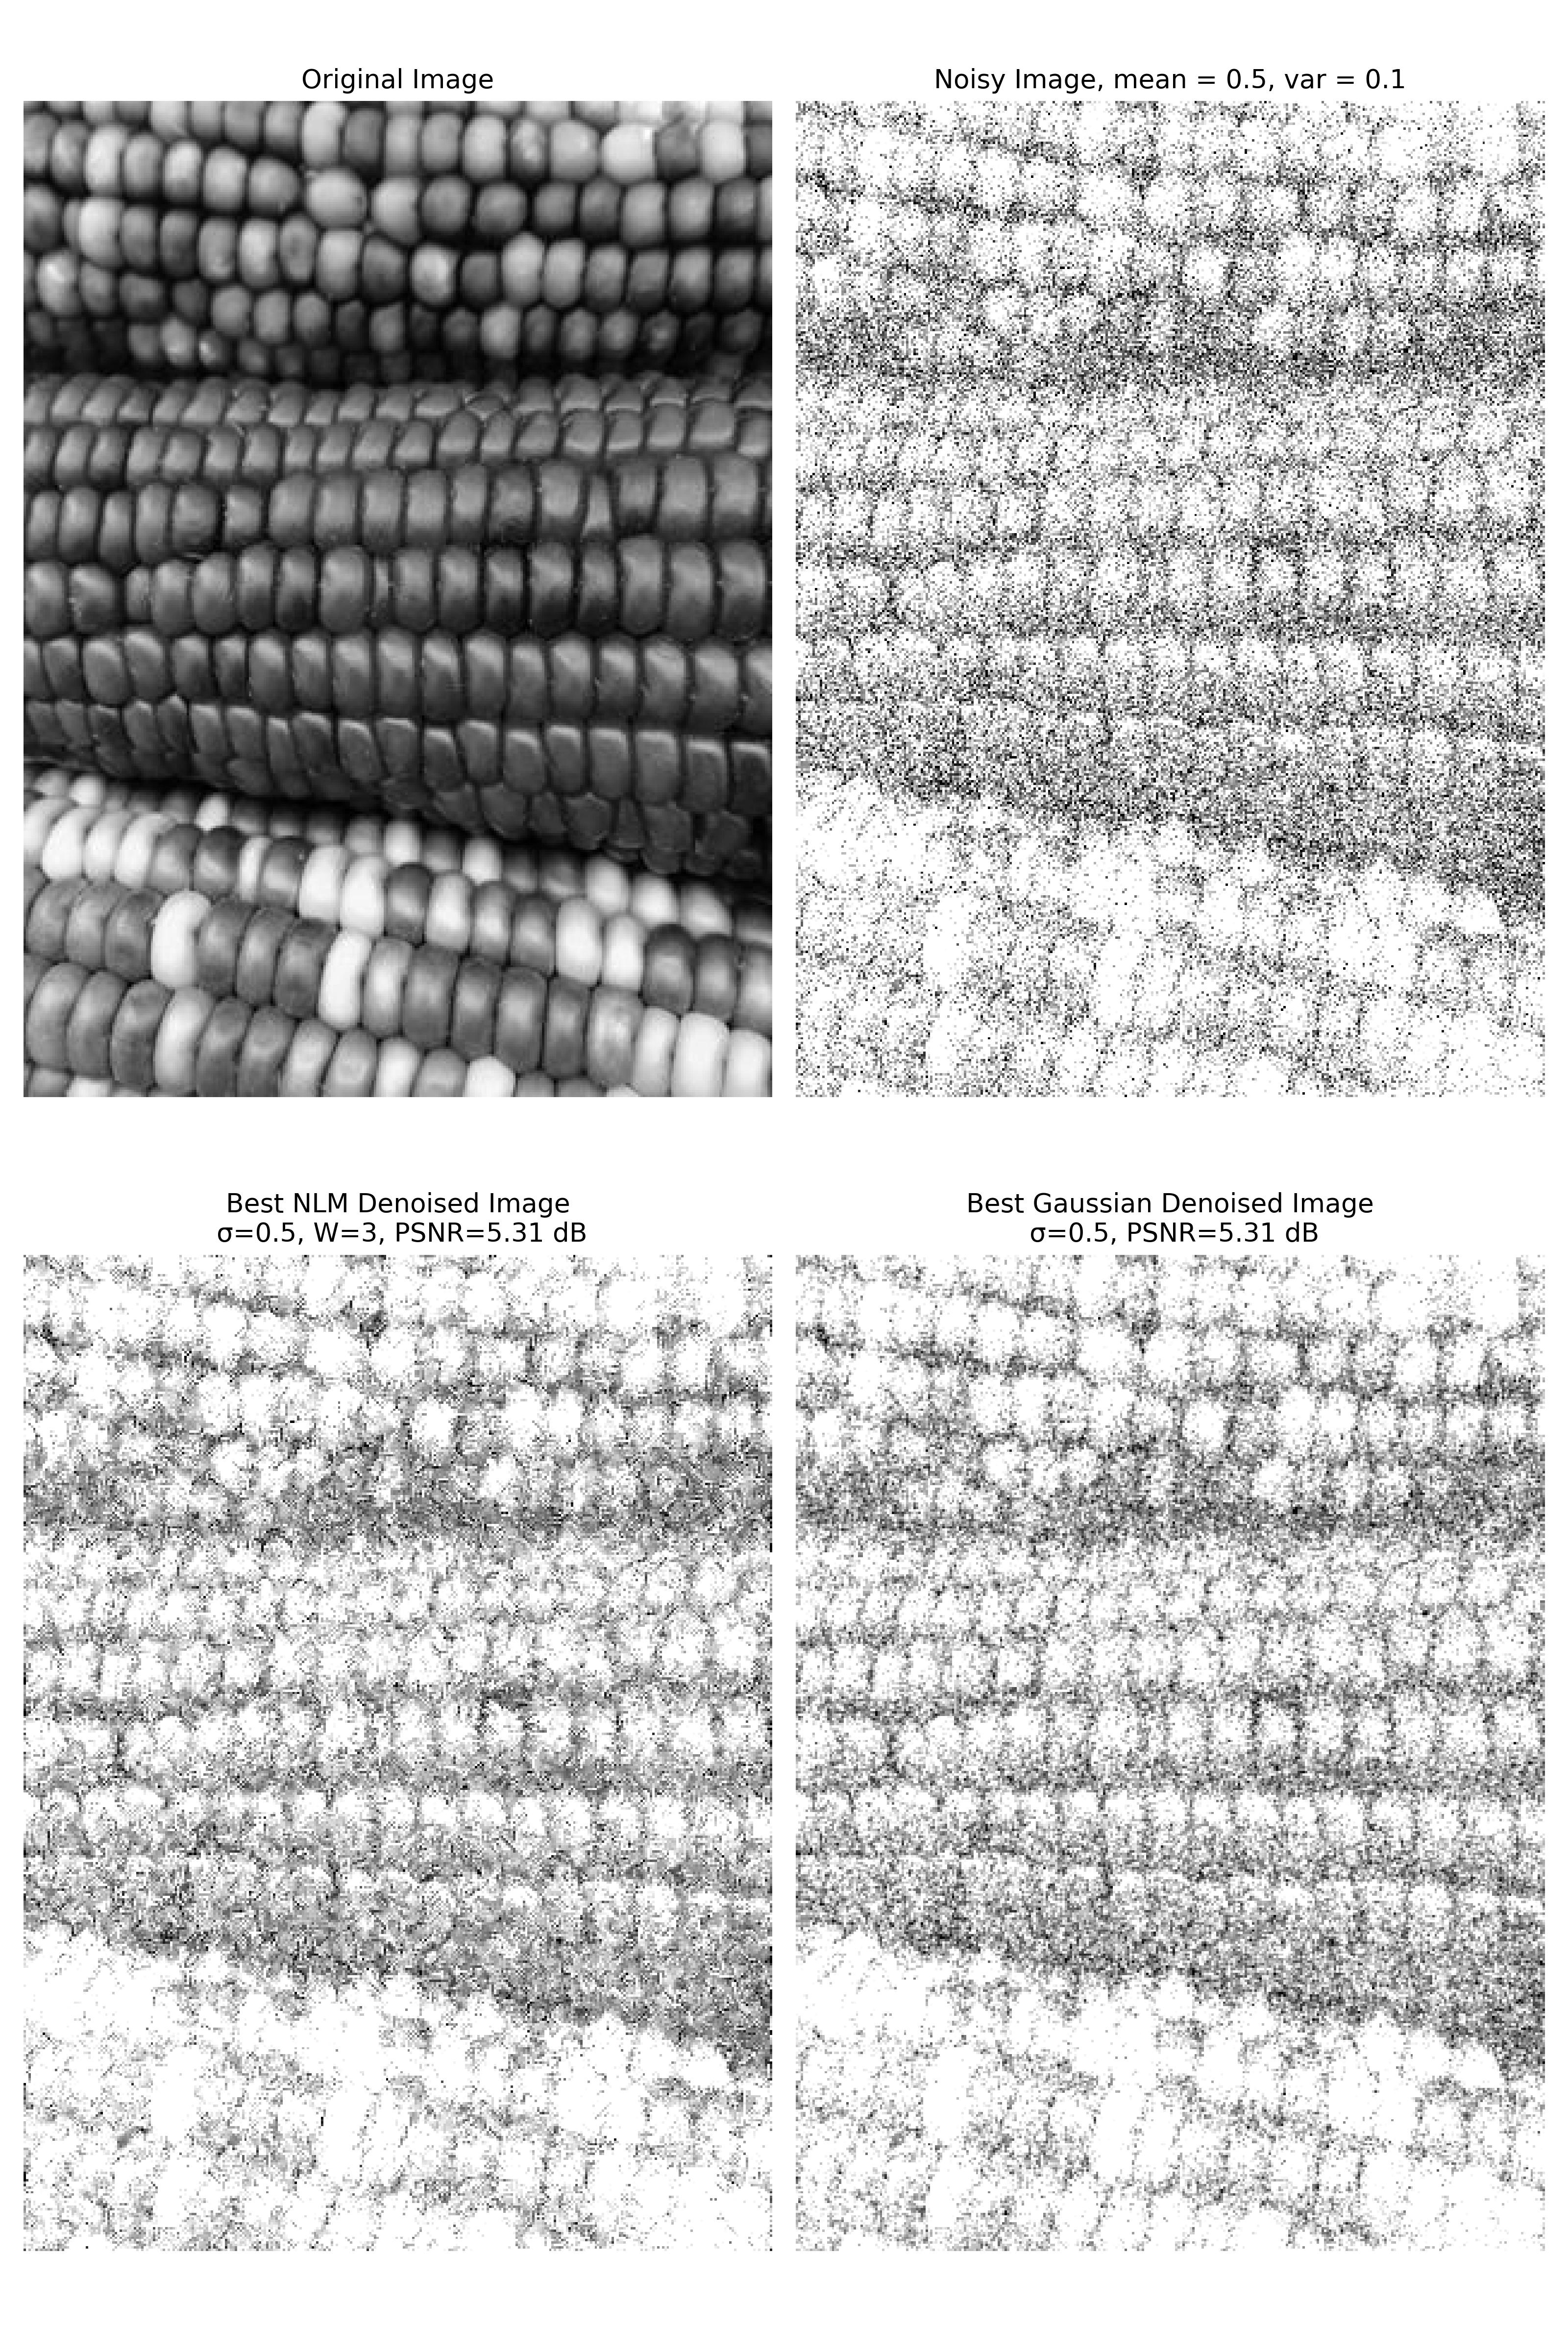 Original Image
Noisy Image, mean = 0.5, var = 0.1
Best NLM Denoised Image
σ=0.5, W=3, PSNR=5.31 dB
Best Gaussian Denoised Image
σ=0.5, PSNR=5.31 dB